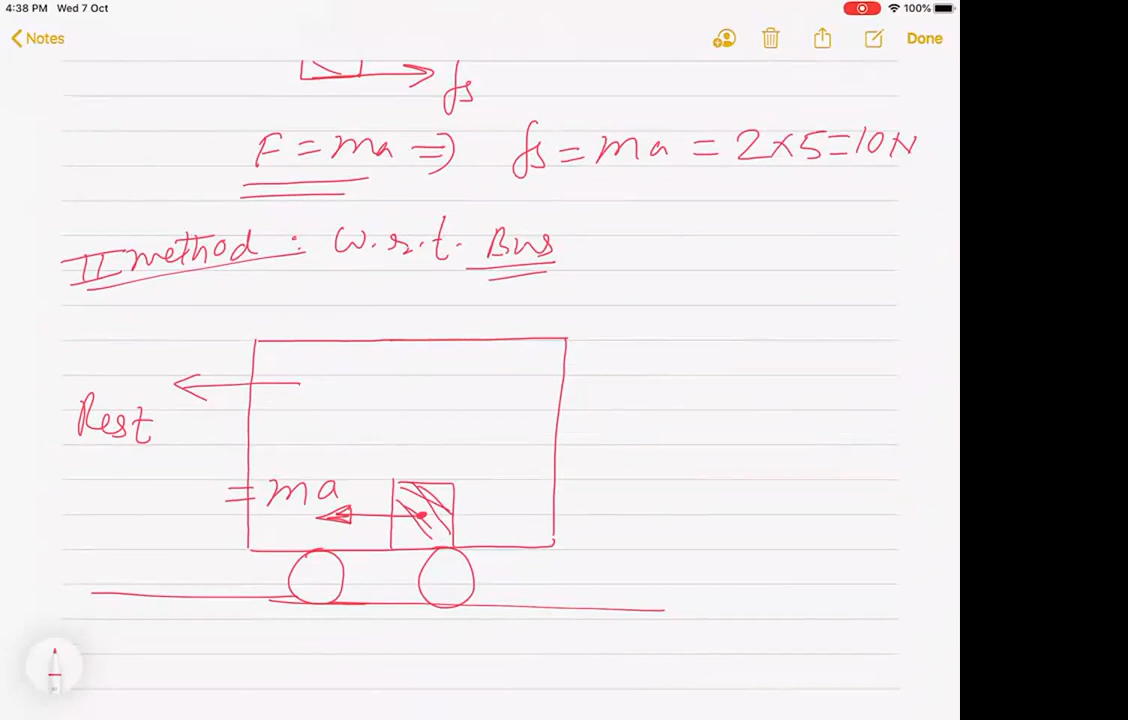 4:38 PM Wed 7 Oct
100%
Notes
Done
fs
F = ma ⇒ fs = ma = 2×5=10N
II method : w.r.t. Bus
Rest
= ma